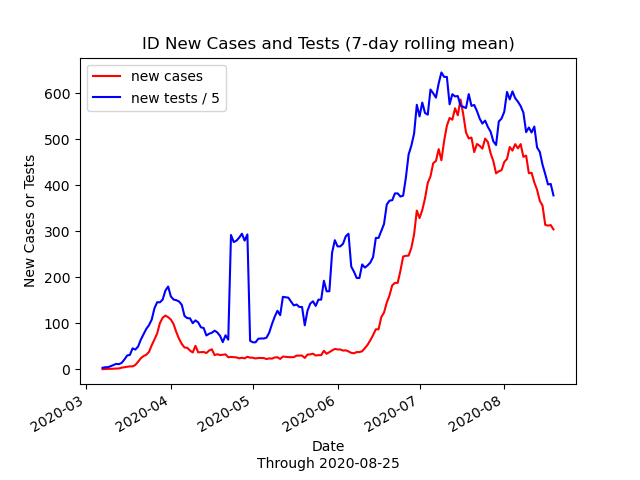 ID New Cases and Tests (7-day rolling mean)
new cases
new tests / 5
New Cases or Tests
600
500
400
300
200
100
0
2020-03
2020-04
2020-05
2020-06
2020-07
2020-08
Date
Through 2020-08-25